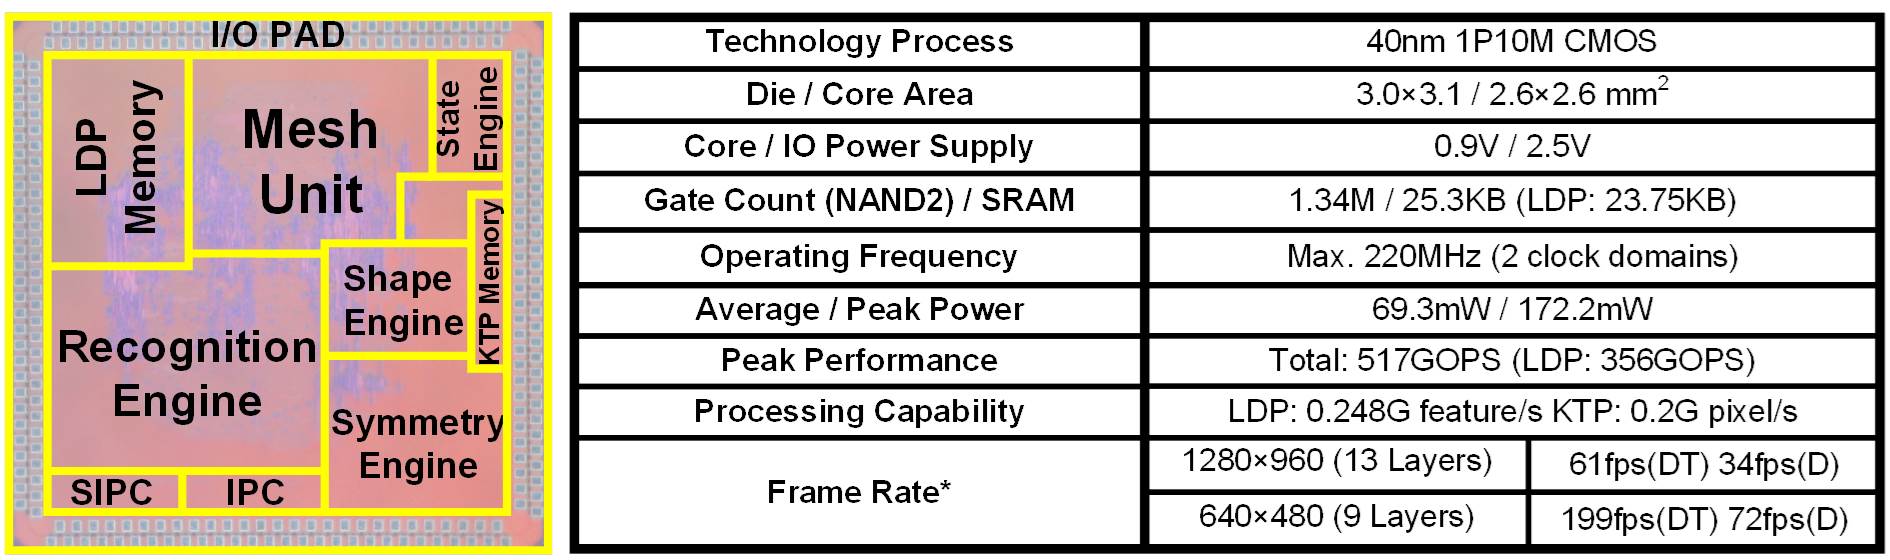 I/O PAD
LDP
Memory
Mesh
Unit
State
Engine
KTP Memory
Shape
Engine
Recognition
Engine
Symmetry
Engine
SIPC
IPC
Technology Process
40nm 1P10M CMOS
Die / Core Area
3.0×3.1 / 2.6×2.6 mm²
Core / IO Power Supply
0.9V / 2.5V
Gate Count (NAND2) / SRAM
1.34M / 25.3KB (LDP: 23.75KB)
Operating Frequency
Max. 220MHz (2 clock domains)
Average / Peak Power
69.3mW / 172.2mW
Peak Performance
Total: 517GOPS (LDP: 356GOPS)
Processing Capability
LDP: 0.248G feature/s KTP: 0.2G pixel/s
Frame Rate*
1280×960 (13 Layers)
61fps(DT) 34fps(D)
640×480 (9 Layers)
199fps(DT) 72fps(D)